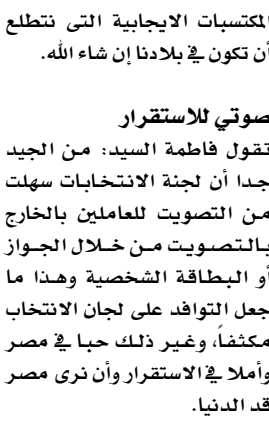 المكتسبات الايجابية التى نتطلع
أن تكون في بلادنا إن شاء الله.
صوتي للاستقرار
تقول فاطمة السيد: من الجيد
جدا أن لجنة الانتخابات سهلت
من التصويت للعاملين بالخارج
بالتصويت من خلال الجواز
أو البطاقة الشخصية وهذا ما
جعل التوافد على لجان الانتخاب
مكثفاً، وغير ذلك حبا في مصر
وأملا في الاستقرار وأن نرى مصر
قد الدنيا.